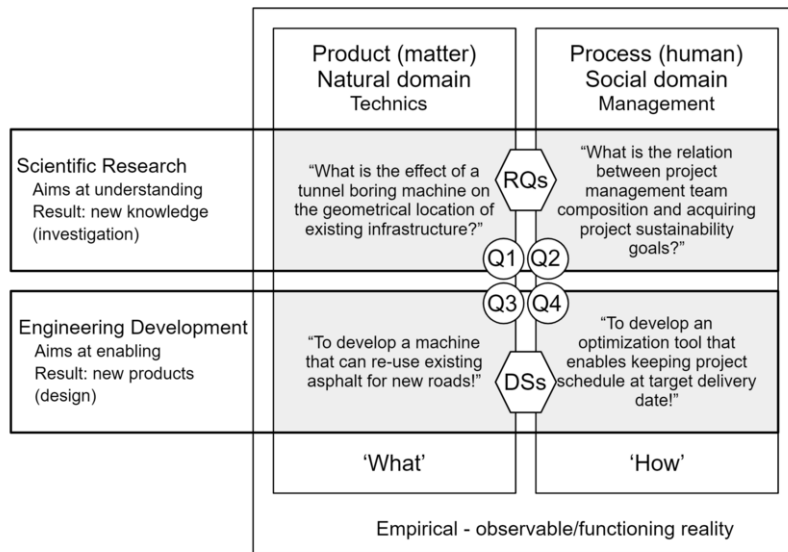 Product (matter)
Natural domain
Technics
Process (human)
Social domain
Management
Scientific Research
Aims at understanding
Result: new knowledge
(investigation)
“What is the effect of a
tunnel boring machine on
the geometrical location of
existing infrastructure?”
RQs
“What is the relation
between project
management team
composition and acquiring
project sustainability
goals?”
Q1
Q2
Q3
Q4
Engineering Development
Aims at enabling
Result: new products
(design)
“To develop a machine
that can re-use existing
asphalt for new roads!”
DSs
“To develop an
optimization tool that
enables keeping project
schedule at target delivery
date!”
‘What’
‘How’
Empirical - observable/functioning reality